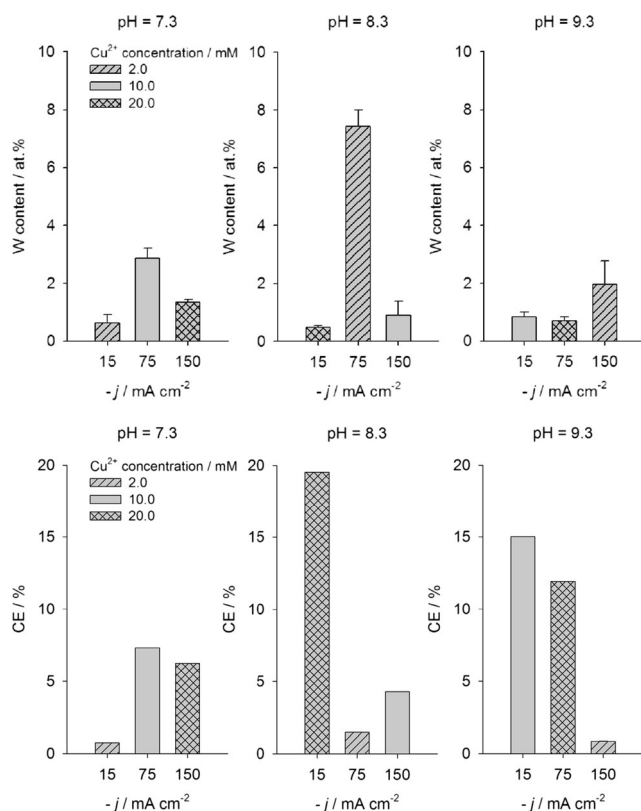 pH = 7.3
pH = 8.3
pH = 9.3
Cu²⁺ concentration / mM
2.0
10.0
20.0
W content / at.%
10
8
6
4
2
0
15 75 150
- j / mA cm⁻²
W content / at.%
10
8
6
4
2
0
15 75 150
- j / mA cm⁻²
W content / at.%
10
8
6
4
2
0
15 75 150
- j / mA cm⁻²
pH = 7.3
pH = 8.3
pH = 9.3
Cu²⁺ concentration / mM
2.0
10.0
20.0
CE / %
20
15
10
5
0
15 75 150
- j / mA cm⁻²
CE / %
20
15
10
5
0
15 75 150
- j / mA cm⁻²
CE / %
20
15
10
5
0
15 75 150
- j / mA cm⁻²